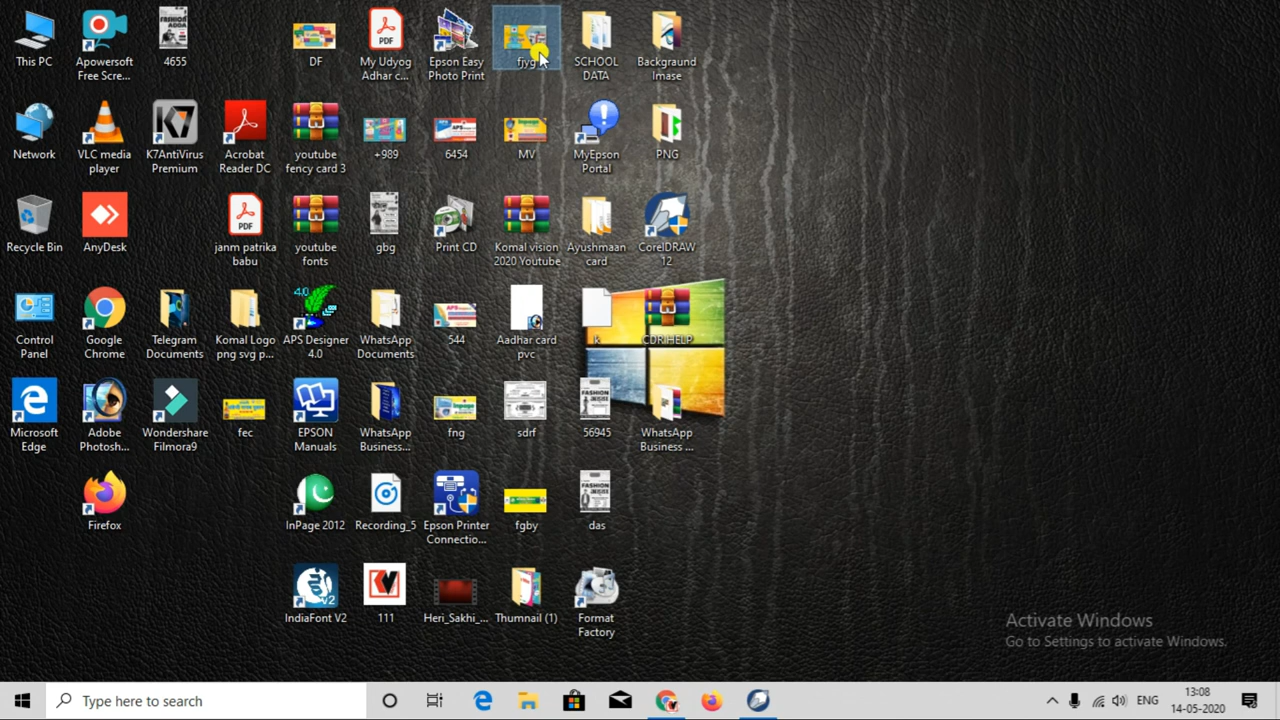 This PC
Apowersoft
Free Scre...
4655
DF
My Udyog
Adhar c...
Epson Easy
Photo Print
fjyg
SCHOOL
DATA
Backgraund
Imase
Network
VLC media
player
K7AntiVirus
Premium
Acrobat
Reader DC
youtube
fency card 3
+989
6454
MV
MyEpson
Portal
PNG
Recycle Bin
AnyDesk
janm patrika
babu
youtube
fonts
gbg
Print CD
Komal vision
2020 Youtube
Ayushmaan
card
CorelDRAW
12
Control
Panel
Google
Chrome
Telegram
Documents
Komal Logo
png svg p...
APS Designer
4.0
WhatsApp
Documents
544
Aadhar card
pvc
k
CDR HELP
Microsoft
Edge
Adobe
Photosh...
Wondershare
Filmora9
fec
EPSON
Manuals
WhatsApp
Business...
fng
sdrf
56945
WhatsApp
Business ...
Firefox
InPage 2012
Recording_5
Epson Printer
Connectio...
fgby
das
IndiaFont V2
111
Heri_Sakhi_...
Thumnail (1)
Format
Factory
Activate Windows
Go to Settings to activate Windows.
Type here to search
ENG
13:08
14-05-2020